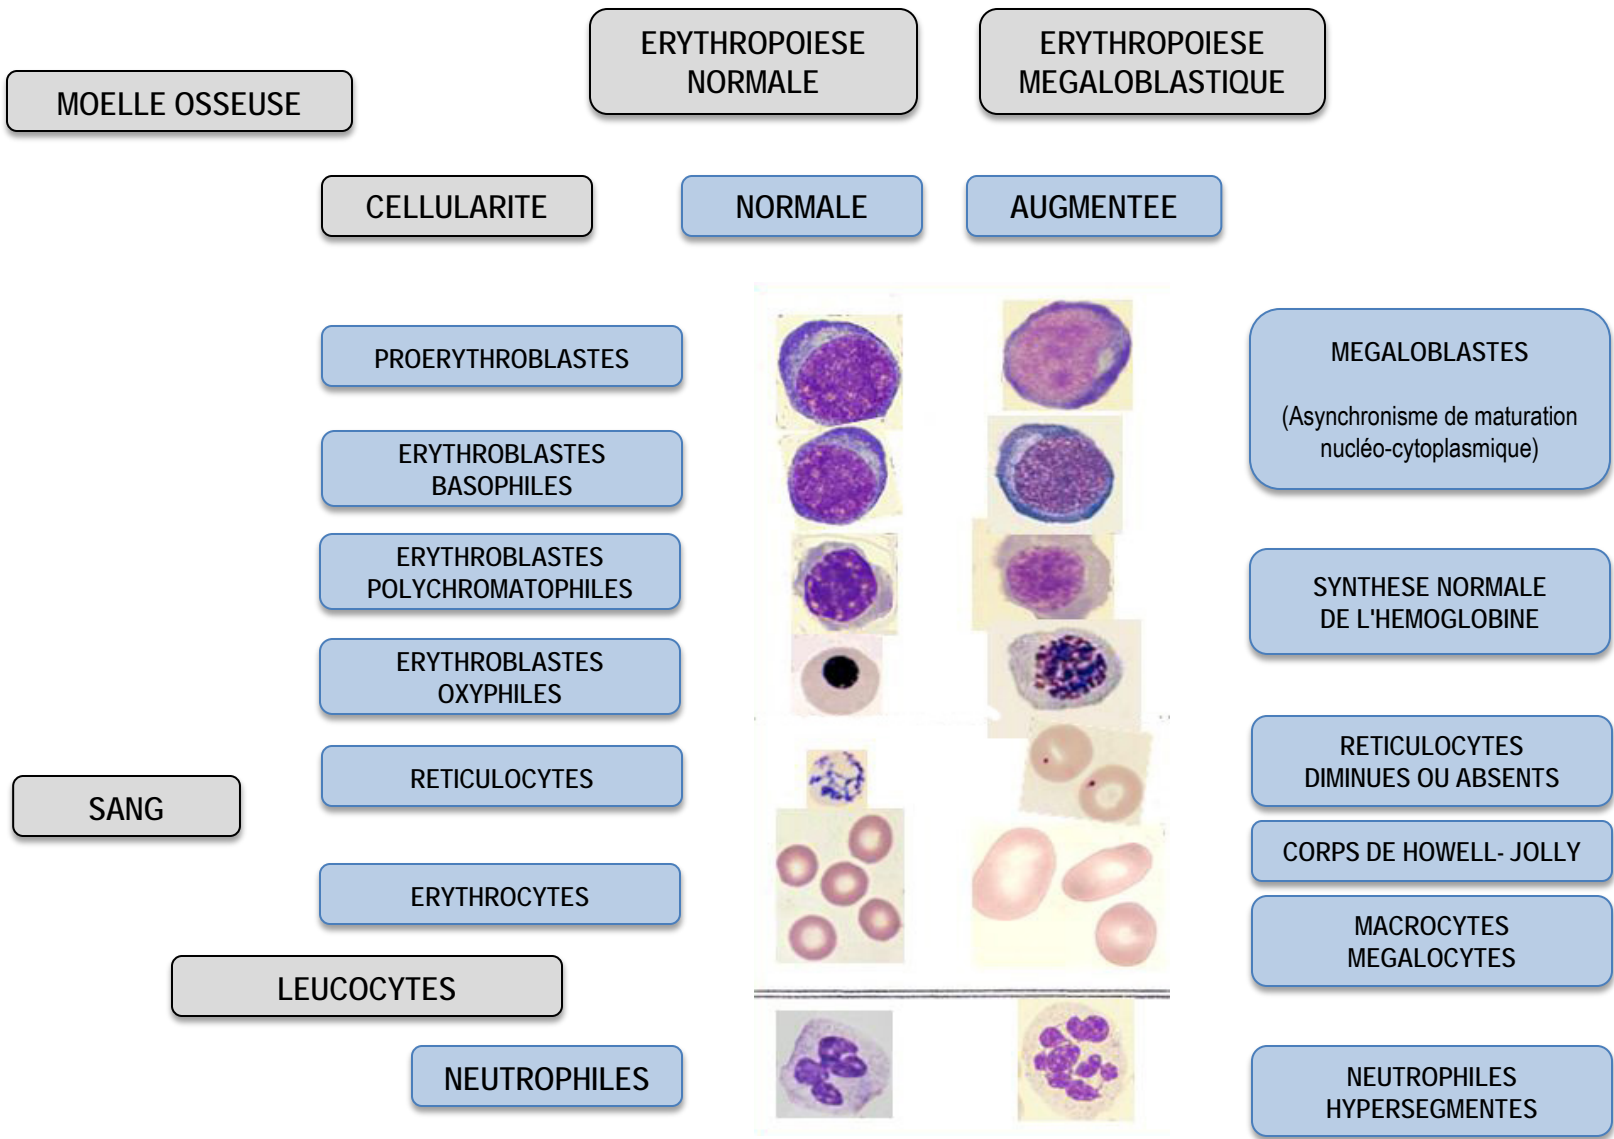 ERYTHROPOIESE
NORMALE
ERYTHROPOIESE
MEGALOBLASTIQUE
MOELLE OSSEUSE
CELLULARITE
NORMALE
AUGMENTEE
PROERYTHROBLASTES
MEGALOBLASTES
(Asynchronisme de maturation
nucléo-cytoplasmique)
ERYTHROBLASTES
BASOPHILES
ERYTHROBLASTES
POLYCHROMATOPHILES
SYNTHESE NORMALE
DE L'HEMOGLOBINE
ERYTHROBLASTES
OXYPHILES
RETICULOCYTES
RETICULOCYTES
DIMINUES OU ABSENTS
SANG
CORPS DE HOWELL- JOLLY
ERYTHROCYTES
MACROCYTES
MEGALOCYTES
LEUCOCYTES
NEUTROPHILES
NEUTROPHILES
HYPERSEGMENTES